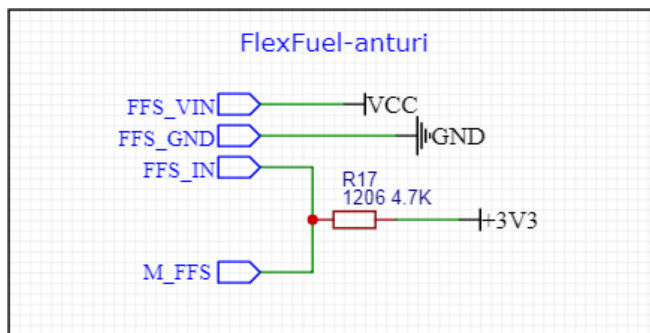 FlexFuel-anturi
FFS_VIN
VCC
FFS_GND
GND
FFS_IN
R17
1206 4.7K
+3V3
M_FFS